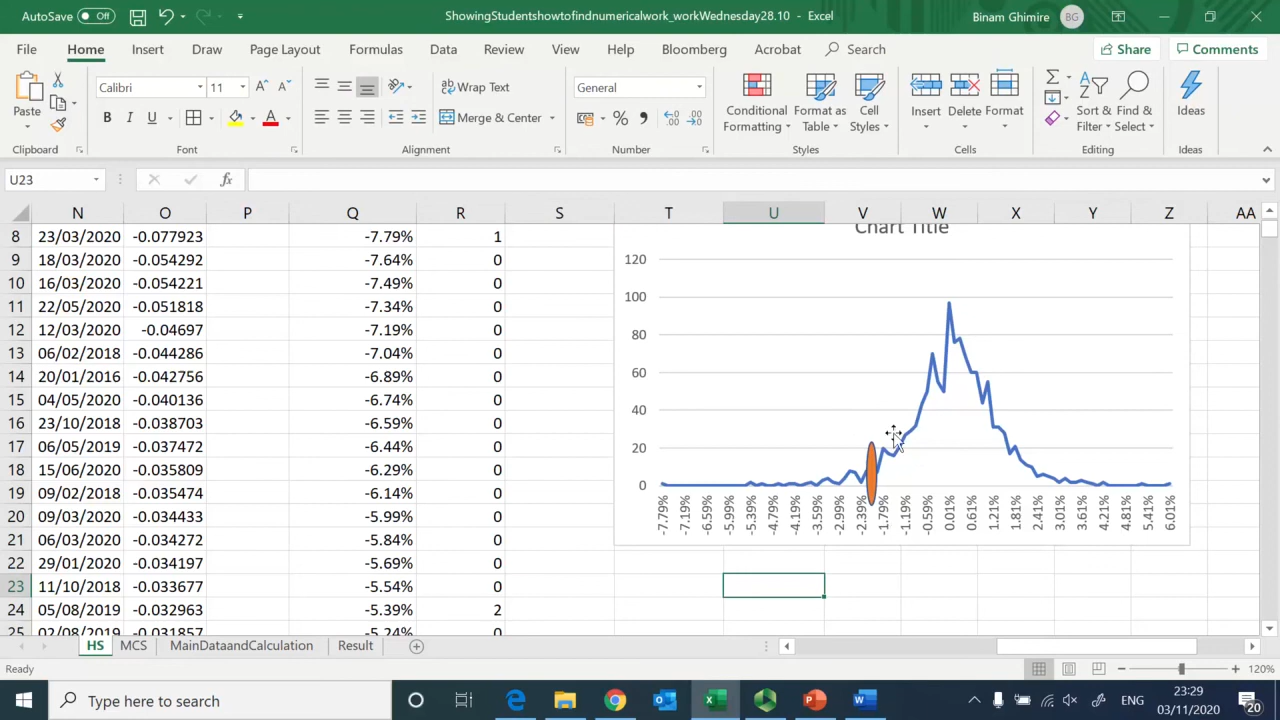 AutoSave Off ShowingStudentshowtofindnumericalwork_workWednesday28.10 - Excel Binam Ghimire BG
File Home Insert Draw Page Layout Formulas Data Review View Help Bloomberg Acrobat Search Share Comments
Paste Calibri 11 A A Wrap Text General Conditional Formatting Format as Table Cell Styles Insert Delete Format Sort & Filter Find & Select Ideas
B I U A Merge & Center % 9 .00
Clipboard Font Alignment Number Styles Cells Editing Ideas
U23 fx
N O P Q R S T U V W X Y Z AA
8 23/03/2020 -0.077923 -7.79% 1
9 18/03/2020 -0.054292 -7.64% 0
10 16/03/2020 -0.054221 -7.49% 0
11 22/05/2020 -0.051818 -7.34% 0
12 12/03/2020 -0.04697 -7.19% 0
13 06/02/2018 -0.044286 -7.04% 0
14 20/01/2016 -0.042756 -6.89% 0
15 04/05/2020 -0.040136 -6.74% 0
16 23/10/2018 -0.038703 -6.59% 0
17 06/05/2019 -0.037472 -6.44% 0
18 15/06/2020 -0.035809 -6.29% 0
19 09/02/2018 -0.035474 -6.14% 0
20 09/03/2020 -0.034433 -5.99% 0
21 06/03/2020 -0.034272 -5.84% 0
22 29/01/2020 -0.034197 -5.69% 0
23 11/10/2018 -0.033677 -5.54% 0
24 05/08/2019 -0.032963 -5.39% 2
25 02/08/2019 -0.031857 -5.24% 0
Chart Title
120
100
80
60
40
20
0
-7.79% -7.19% -6.59% -5.99% -5.39% -4.79% -4.19% -3.59% -2.99% -2.39% -1.79% -1.19% -0.59% 0.01% 0.61% 1.21% 1.81% 2.41% 3.01% 3.61% 4.21% 4.81% 5.41% 6.01%
HS MCS MainDataandCalculation Result
Ready 120%
Type here to search ENG 23:29
03/11/2020 20